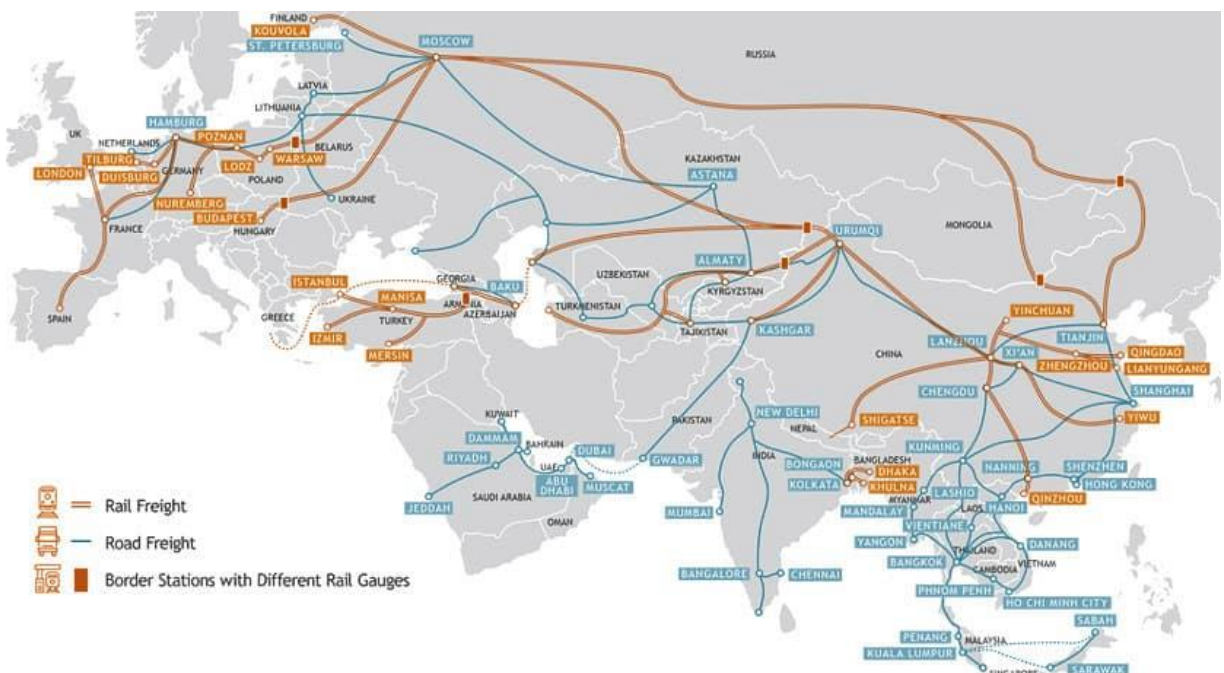 FINLAND
KOUVOLA
ST. PETERSBURG
MOSCOW
RUSSIA
LATVIA
LITHUANIA
HAMBURG
UK
NETHERLANDS
POZNAN
BELARUS
TILBURG
LONDON
DUISBURG
GERMANY
LODZ
WARSAW
POLAND
KAZAKHSTAN
ASTANA
NUREMBERG
UKRAINE
BUDAPEST
FRANCE
HUNGARY
MONGOLIA
URUMQI
ISTANBUL
GEORGIA
BAKU
UZBEKISTAN
ALMATY
KYRGYZSTAN
MANISA
ARMENIA
AZERBAIJAN
TURKMENISTAN
SPAIN
GREECE
IZMIR
TURKEY
TAJIKISTAN
KASHGAR
YINCHUAN
MERSIN
LANZHOU
TIANJIN
CHINA
XI'AN
QINGDAO
ZHENGZHOU
LIANYUNGANG
CHENGDU
SHANGHAI
KUWAIT
PAKISTAN
NEW DELHI
NEPAL
SHIGATSE
YIWU
DAMMAM
BAHRAIN
DUBAI
KUNMING
RIYADH
UAE
GWADAR
INDIA
BANGLADESH
BONGAON
DHAKA
NANNING
SHENZHEN
ABU
DHABI
MUSCAT
KOLKATA
KHULNA
HONG KONG
JEDDAH
SAUDI ARABIA
MYANMAR
LASHIO
QINZHOU
OMAN
MUMBAI
MANDALAY
LAOS
HANOI
VIENTIANE
YANGON
DANANG
THAILAND
VIETNAM
BANGKOK
CAMBODIA
BANGALORE
CHENNAI
PHNOM PENH
HO CHI MINH CITY
SABAH
PENANG
MALAYSIA
KUALA LUMPUR
SINGAPORE
SARAWAK
Rail Freight
Road Freight
Border Stations with Different Rail Gauges